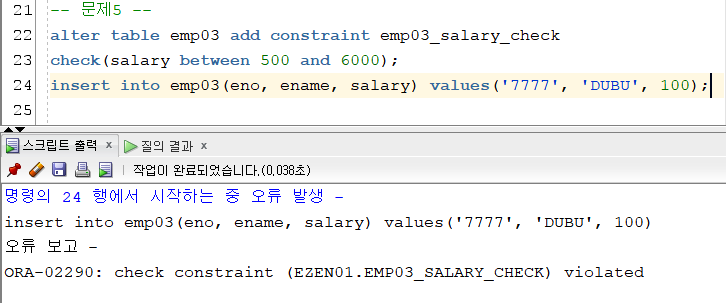 21 -- 문제5 --
22 alter table emp03 add constraint emp03_salary_check
23 check(salary between 500 and 6000);
24 insert into emp03(eno, ename, salary) values('7777', 'DUBU', 100);
25
스크립트 출력 x 질의 결과 x
작업이 완료되었습니다.(0,038초)
명령의 24 행에서 시작하는 중 오류 발생 -
insert into emp03(eno, ename, salary) values('7777', 'DUBU', 100)
오류 보고 -
ORA-02290: check constraint (EZEN01.EMP03_SALARY_CHECK) violated